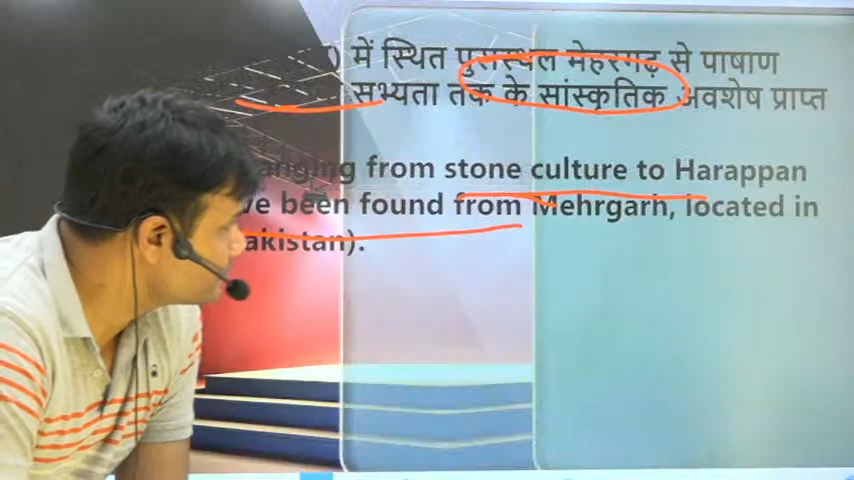 में स्थित पुरास्थल मेहरगढ़ से पाषाण
सभ्यता तक के सांस्कृतिक अवशेष प्राप्त
from stone culture to Harappan
been found from Mehrgarh, located in